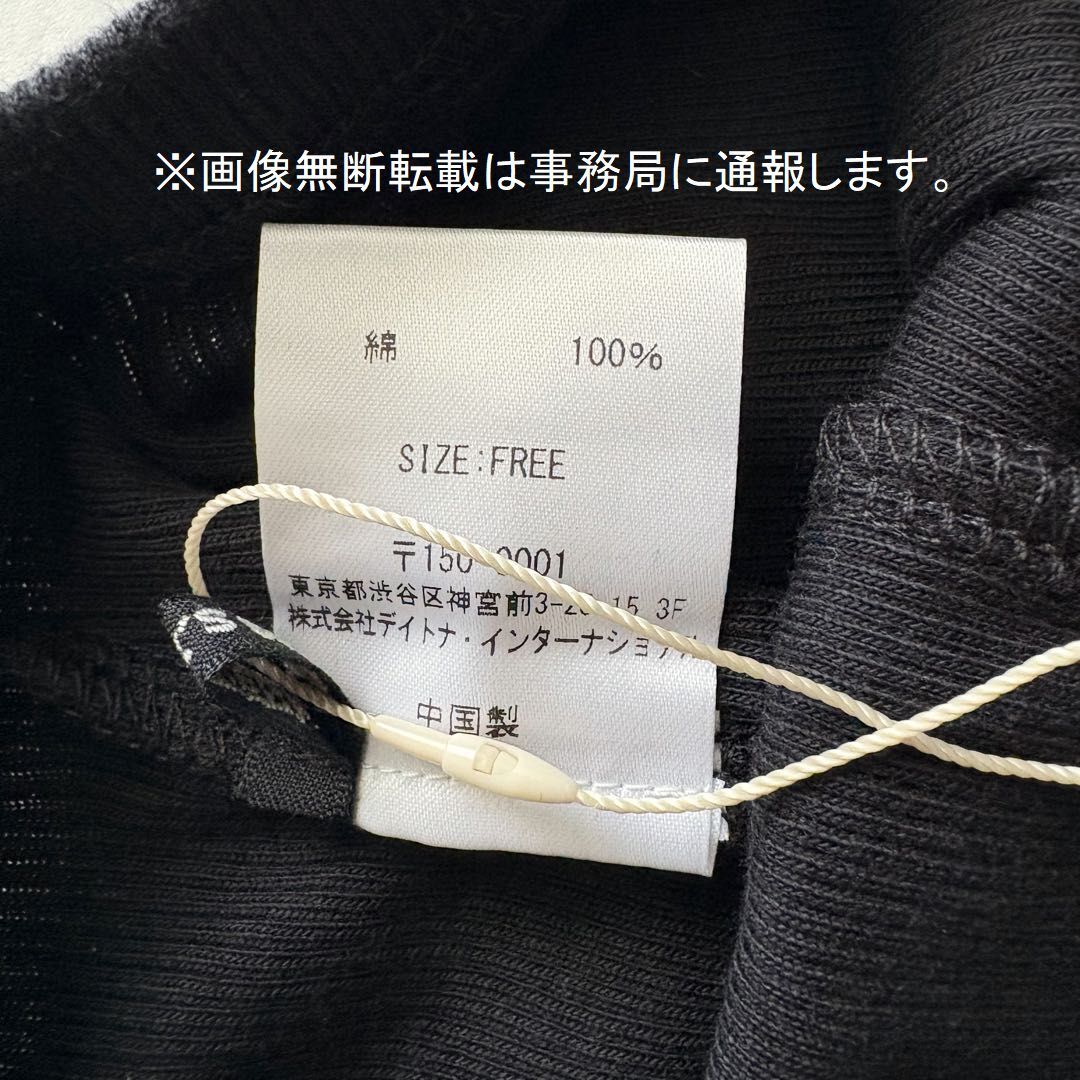 ※画像無断転載は事務局に通報します。
綿 100%
SIZE:FREE
〒150 0001
東京都渋谷区神宮前3- 15 3F
株式会社デイトナ・インターナショナル
中国製